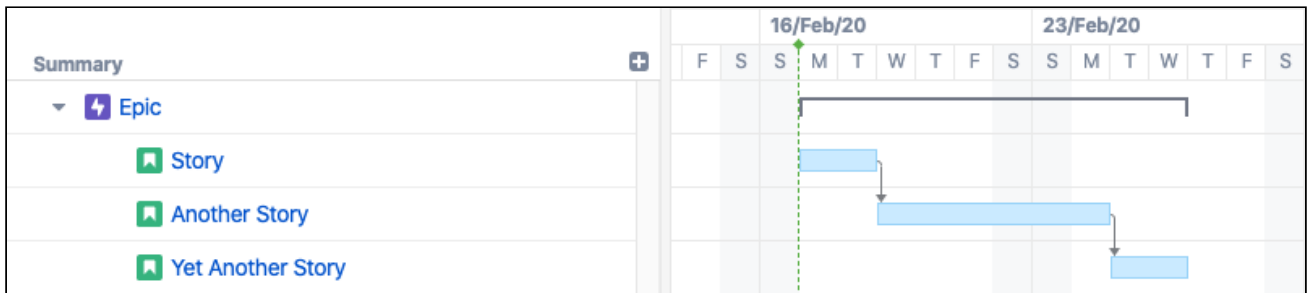 16/Feb/20 23/Feb/20
Summary F S S M T W T F S S M T W T F S
Epic
Story
Another Story
Yet Another Story